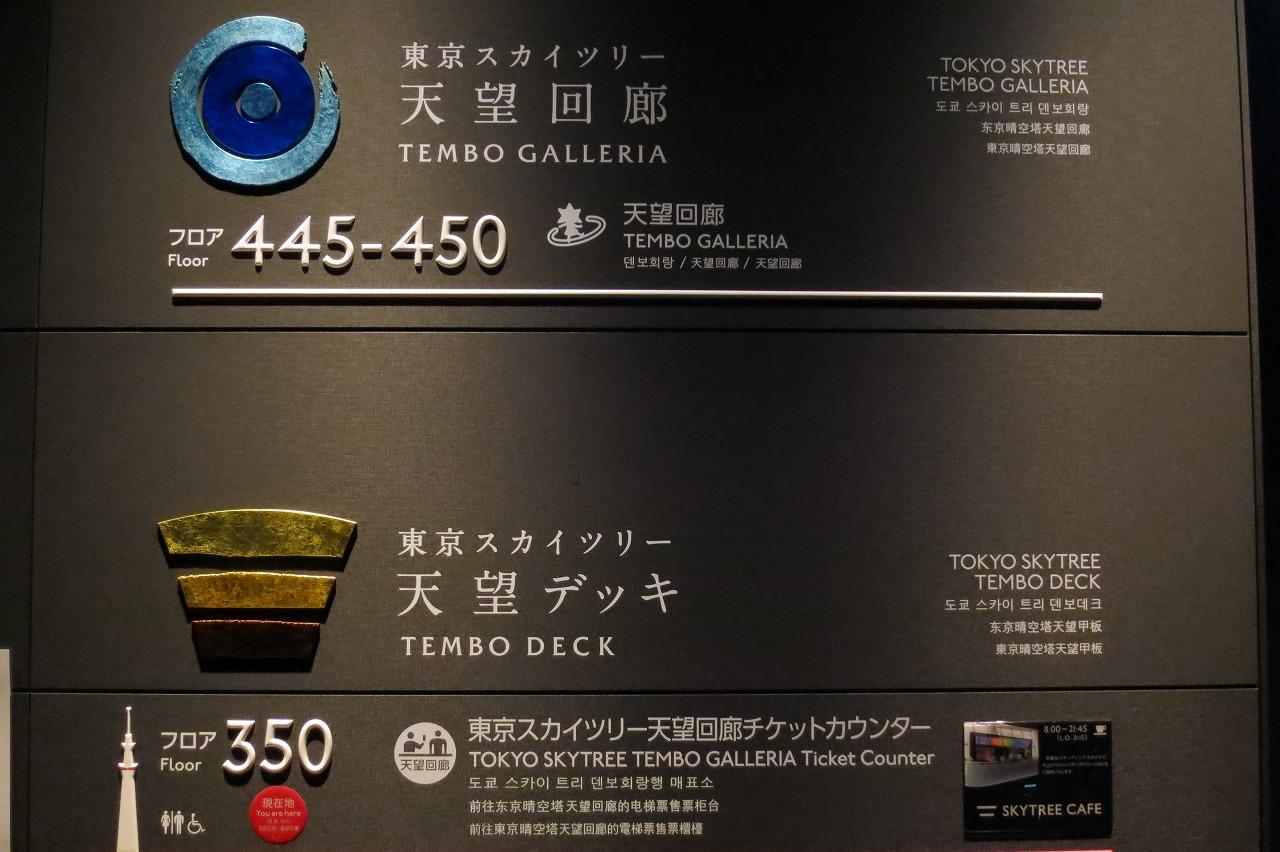 東京スカイツリー
天望回廊
TEMBO GALLERIA
TOKYO SKYTREE
TEMBO GALLERIA
도쿄 스카이 트리 덴보회랑
东京晴空塔天望回廊
東京晴空塔天望回廊
フロア
Floor
445-450
天望回廊
TEMBO GALLERIA
덴보회랑 / 天望回廊 / 天望回廊
東京スカイツリー
天望デッキ
TEMBO DECK
TOKYO SKYTREE
TEMBO DECK
도쿄 스카이 트리 덴보데크
东京晴空塔天望甲板
東京晴空塔天望甲板
フロア
Floor
350
現在地
You are here
天望回廊
東京スカイツリー天望回廊チケットカウンター
TOKYO SKYTREE TEMBO GALLERIA Ticket Counter
도쿄 스카이 트리 덴보회랑행 매표소
前往东京晴空塔天望回廊的电梯票售票柜台
前往東京晴空塔天望回廊的電梯票售票櫃檯
8:00~21:45
(L.O. 21:15)
SKYTREE CAFE